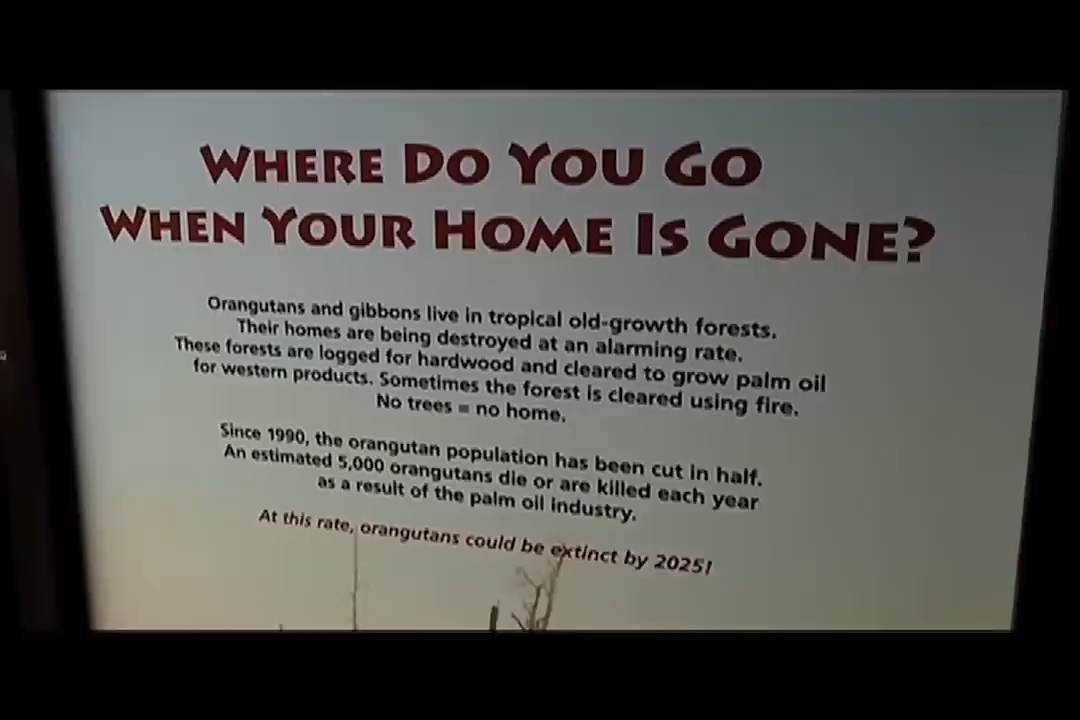 WHERE DO YOU GO
WHEN YOUR HOME IS GONE?
Orangutans and gibbons live in tropical old-growth forests.
Their homes are being destroyed at an alarming rate.
These forests are logged for hardwood and cleared to grow palm oil
for western products. Sometimes the forest is cleared using fire.
No trees = no home.
Since 1990, the orangutan population has been cut in half.
An estimated 5,000 orangutans die or are killed each year
as a result of the palm oil industry.
At this rate, orangutans could be extinct by 2025!